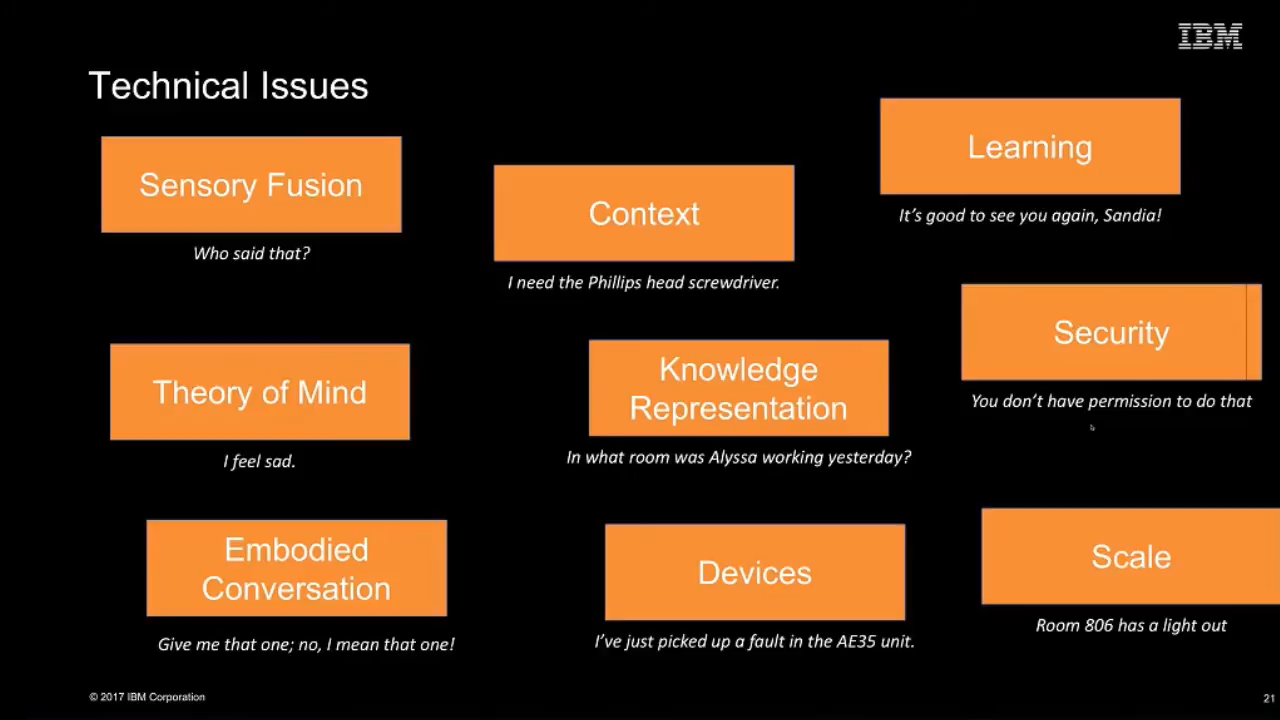 IBM
Technical Issues
Sensory Fusion
Who said that?
Context
I need the Phillips head screwdriver.
Learning
It's good to see you again, Sandia!
Theory of Mind
I feel sad.
Knowledge
Representation
In what room was Alyssa working yesterday?
Security
You don't have permission to do that
Embodied
Conversation
Give me that one; no, I mean that one!
Devices
I've just picked up a fault in the AE35 unit.
Scale
Room 806 has a light out
© 2017 IBM Corporation
21